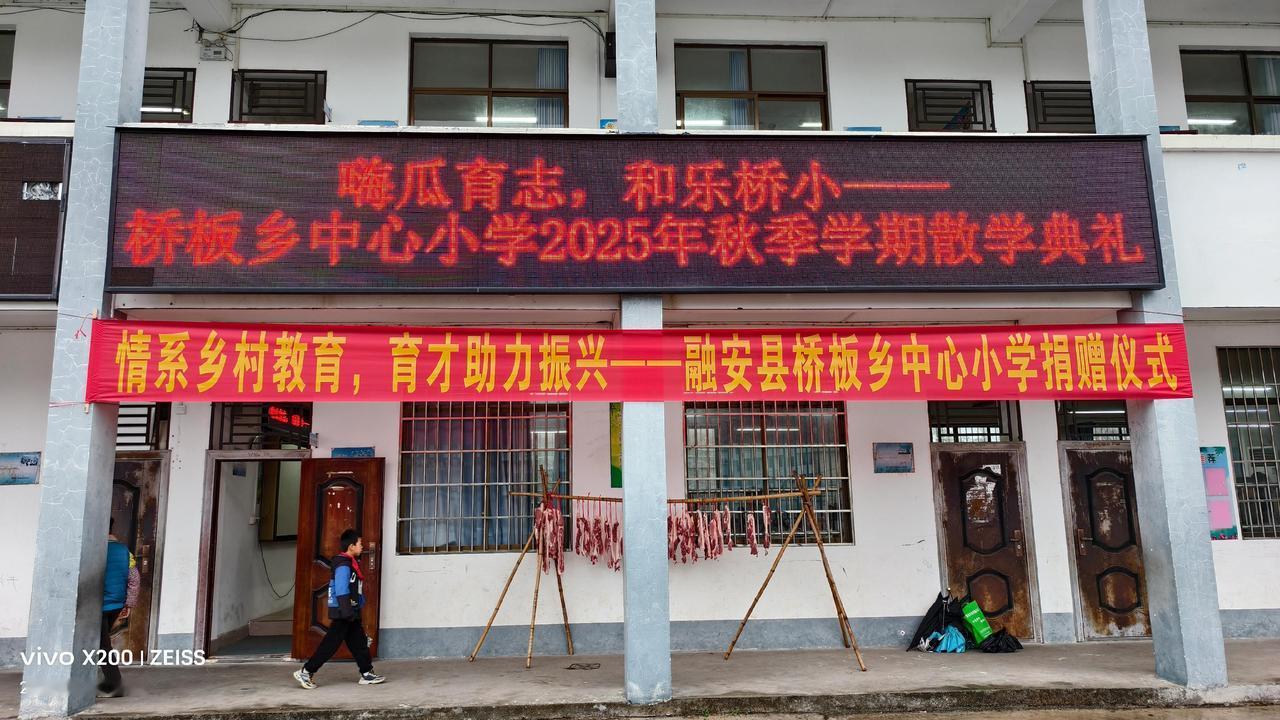 嗨瓜育志，和乐桥小——
桥板乡中心小学2025年秋季学期散学典礼
情系乡村教育，育才助力振兴——融安县桥板乡中心小学捐赠仪式
vivo X200 | ZEISS